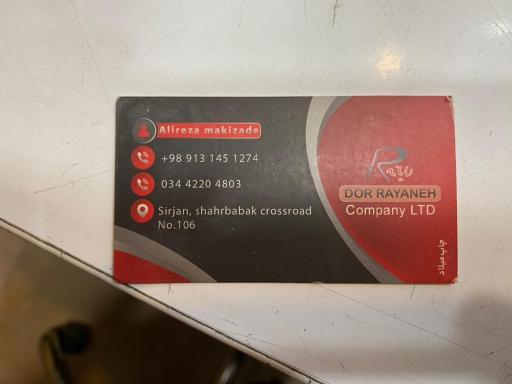 Alireza makizade
+98 913 145 1274
034 4220 4803
Sirjan, shahrbabak crossroad
No.106
DOR RAYANEH
Company LTD
چاپ میلاد